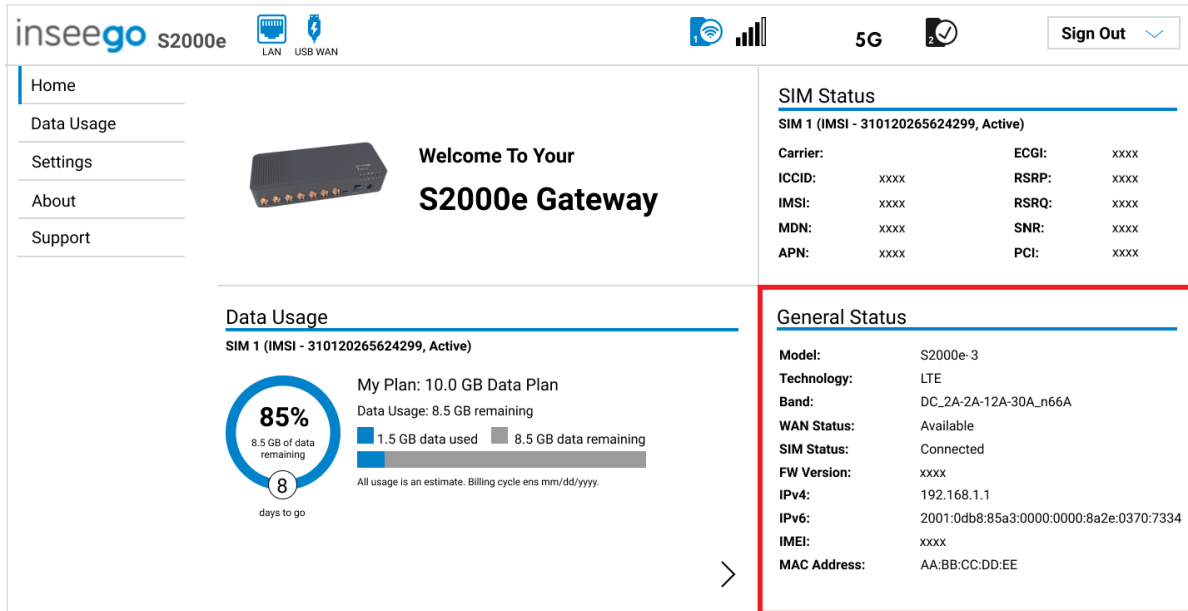 inseego S2000e
LAN
USB WAN
1
5G
2
Sign Out
Home
Data Usage
Settings
About
Support
Welcome To Your
S2000e Gateway
SIM Status
SIM 1 (IMSI - 310120265624299, Active)
Carrier:
ECGI: xxxx
ICCID: xxxx
RSRP: xxxx
IMSI: xxxx
RSRQ: xxxx
MDN: xxxx
SNR: xxxx
APN: xxxx
PCI: xxxx
Data Usage
SIM 1 (IMSI - 310120265624299, Active)
85%
8.5 GB of data
remaining
8
days to go
My Plan: 10.0 GB Data Plan
Data Usage: 8.5 GB remaining
1.5 GB data used
8.5 GB data remaining
All usage is an estimate. Billing cycle ens mm/dd/yyyy.
General Status
Model: S2000e-3
Technology: LTE
Band: DC_2A-2A-12A-30A_n66A
WAN Status: Available
SIM Status: Connected
FW Version: xxxx
IPv4: 192.168.1.1
IPv6: 2001:0db8:85a3:0000:0000:8a2e:0370:7334
IMEI: xxxx
MAC Address: AA:BB:CC:DD:EE